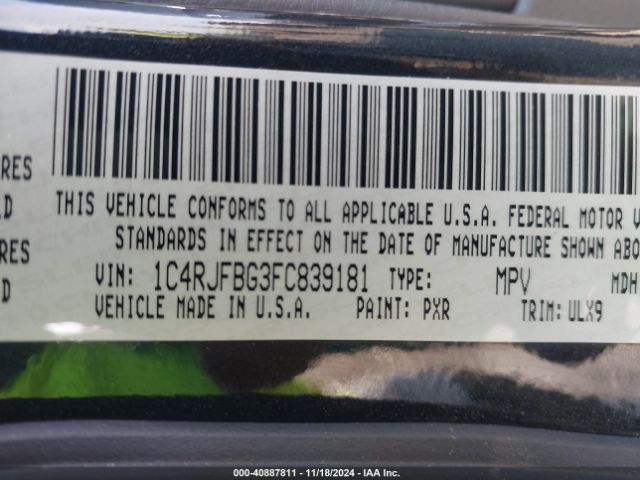 RES
LD
RES
D
THIS VEHICLE CONFORMS TO ALL APPLICABLE U.S.A. FEDERAL MOTOR V
STANDARDS IN EFFECT ON THE DATE OF MANUFACTURE SHOWN ABO
VIN: 1C4RJFBG3FC839181 TYPE: MPV MDH
VEHICLE MADE IN U.S.A. PAINT: PXR TRIM: ULX9
000-40887811 - 11/18/2024 - IAA Inc.